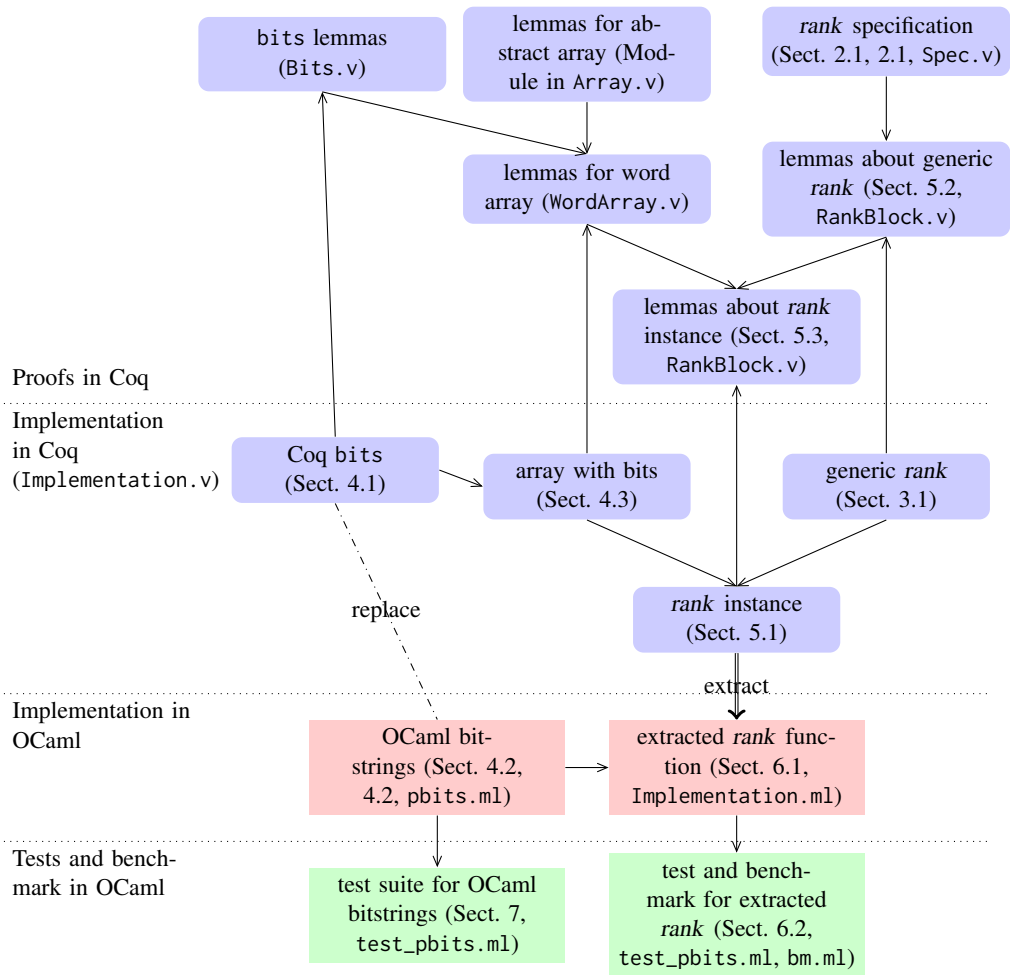 bits lemmas
(Bits.v)
lemmas for ab-
stract array (Mod-
ule in Array.v)
rank specification
(Sect. 2.1, 2.1, Spec.v)
lemmas for word
array (WordArray.v)
lemmas about generic
rank (Sect. 5.2,
RankBlock.v)
lemmas about rank
instance (Sect. 5.3,
RankBlock.v)
Proofs in Coq
Implementation
in Coq
(Implementation.v)
Coq bits
(Sect. 4.1)
array with bits
(Sect. 4.3)
generic rank
(Sect. 3.1)
replace
rank instance
(Sect. 5.1)
extract
Implementation in
OCaml
OCaml bit-
strings (Sect. 4.2,
4.2, pbits.ml)
extracted rank func-
tion (Sect. 6.1,
Implementation.ml)
Tests and bench-
mark in OCaml
test suite for OCaml
bitstrings (Sect. 7,
test_pbits.ml)
test and bench-
mark for extracted
rank (Sect. 6.2,
test_pbits.ml, bm.ml)